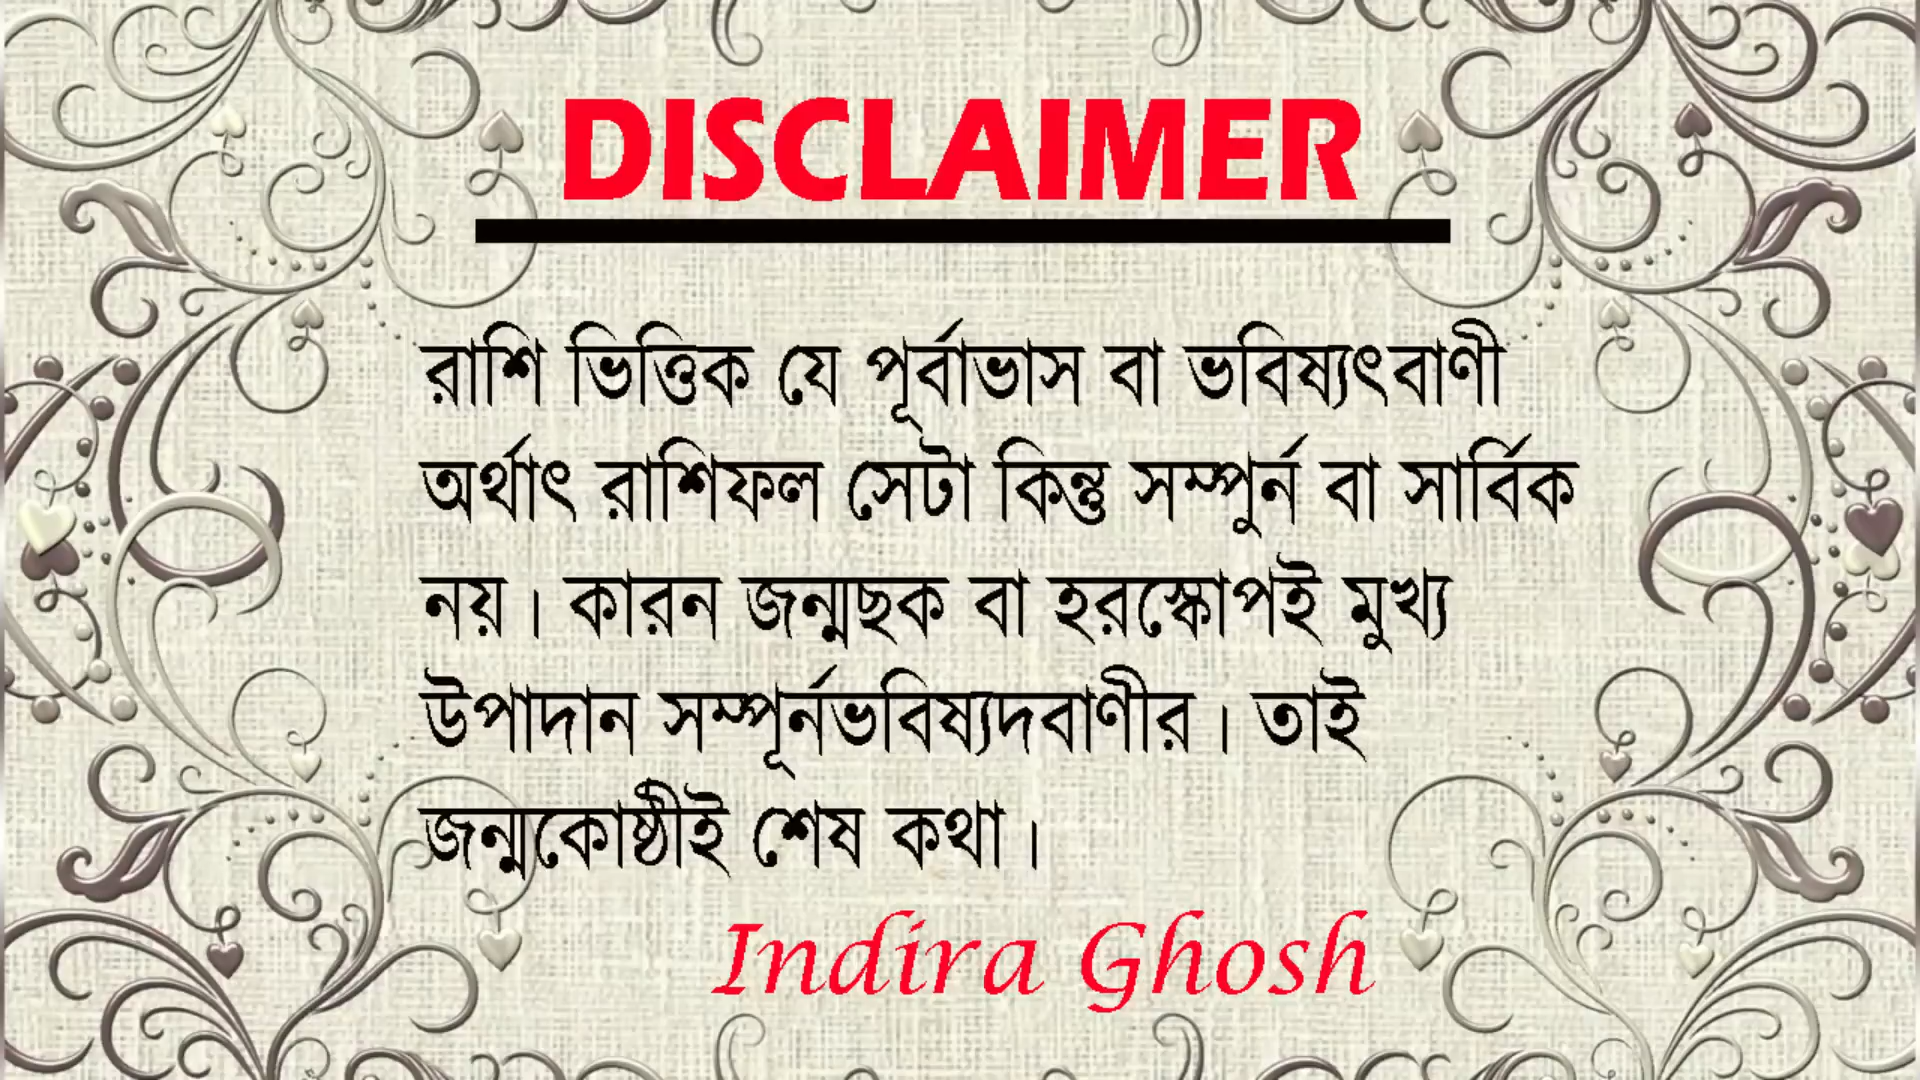 DISCLAIMER
রাশি ভিত্তিক যে পূর্বাভাস বা ভবিষ্যৎবাণী
অর্থাৎ রাশিফল সেটা কিন্তু সম্পুর্ন বা সার্বিক
নয়। কারন জন্মছক বা হরস্কোপই মুখ্য
উপাদান সম্পূর্নভবিষ্যদবাণীর। তাই
জন্মকোষ্ঠীই শেষ কথা।
Indira Ghosh